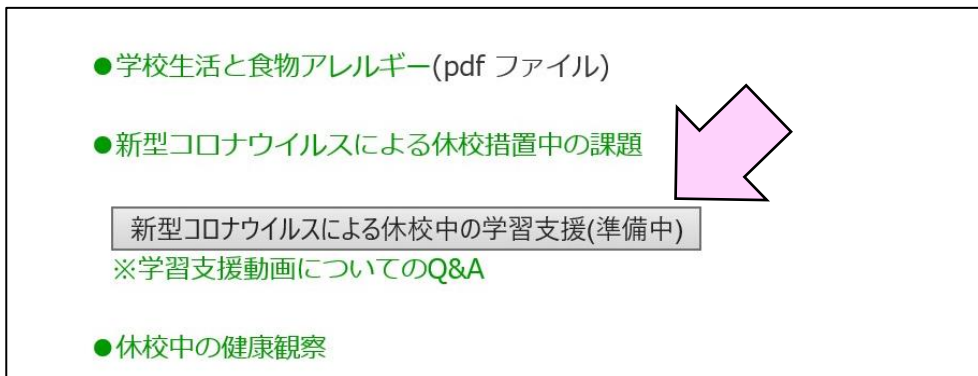 ●学校生活と食物アレルギー(pdf ファイル)
●新型コロナウイルスによる休校措置中の課題
新型コロナウイルスによる休校中の学習支援(準備中)
※学習支援動画についてのQ&A
●休校中の健康観察